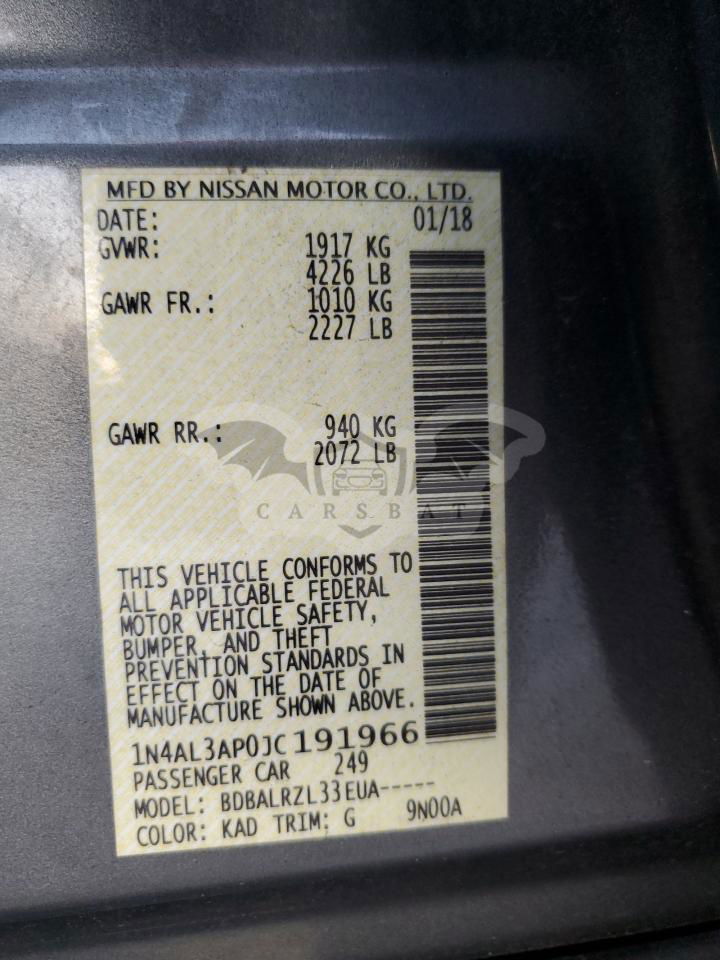 MFD BY NISSAN MOTOR CO., LTD.
DATE: 01/18
GVWR: 1917 KG
4226 LB
GAWR FR.: 1010 KG
2227 LB
GAWR RR.: 940 KG
2072 LB
CARSBAT
THIS VEHICLE CONFORMS TO
ALL APPLICABLE FEDERAL
MOTOR VEHICLE SAFETY,
BUMPER, AND THEFT
PREVENTION STANDARDS IN
EFFECT ON THE DATE OF
MANUFACTURE SHOWN ABOVE.
1N4AL3AP0JC191966
PASSENGER CAR 249
MODEL: BDBALRZL33EUA-----
COLOR: KAD TRIM: G 9N00A